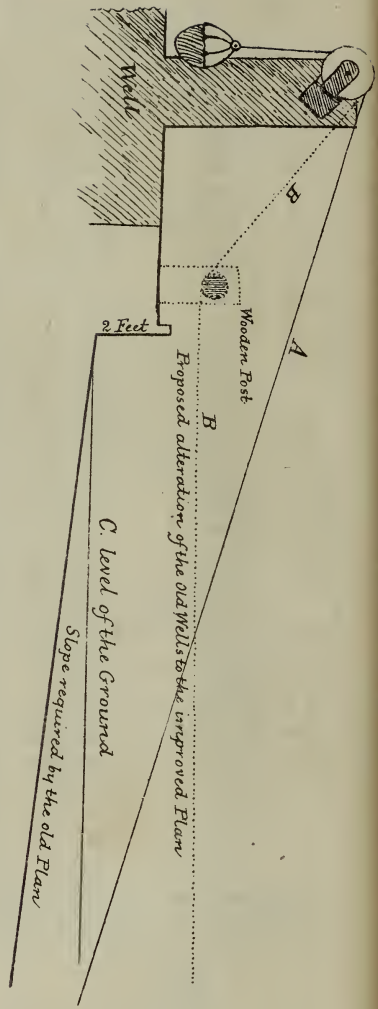 Well
B
A
Wooden Post
2 Feet
B
Proposed alteration of the Old Wells to the improved Plan
C. level of the Ground
Slope required by the old Plan